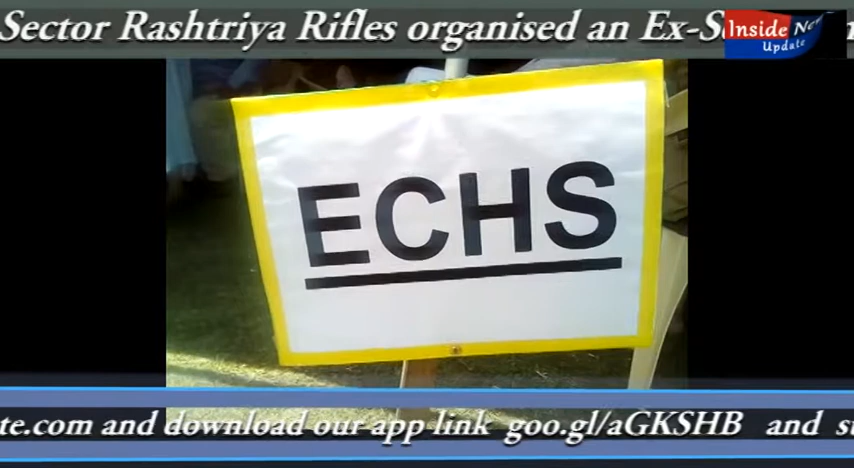 Sector Rashtriya Rifles organised an Ex-S
Inside Ne
Update
ECHS
te.com and download our app link goo.gl/aGKSHB and s